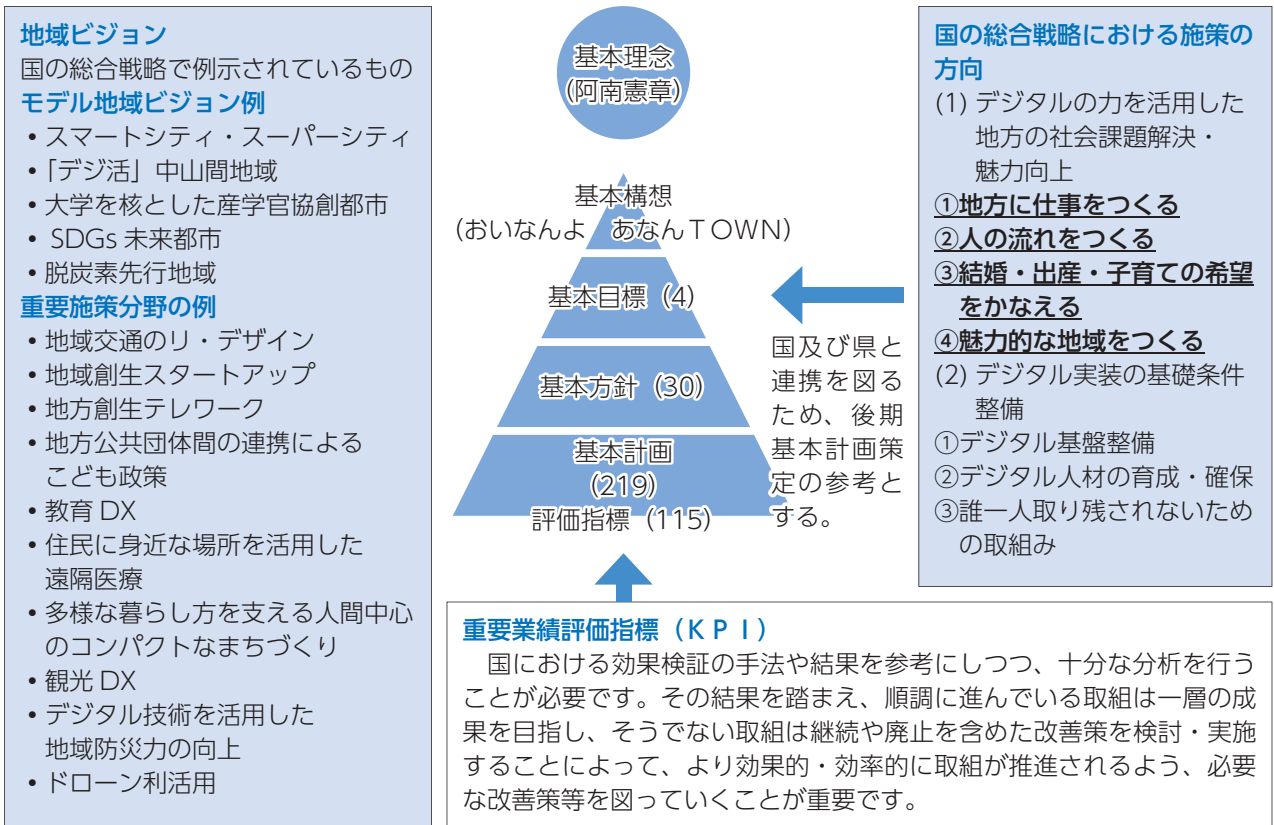 地域ビジョン
国の総合戦略で例示されているもの
モデル地域ビジョン例
• スマートシティ・スーパーシティ
•「デジ活」中山間地域
• 大学を核とした産学官協創都市
• SDGs 未来都市
• 脱炭素先行地域
重要施策分野の例
• 地域交通のリ・デザイン
• 地域創生スタートアップ
• 地方創生テレワーク
• 地方公共団体間の連携による
こども政策
• 教育 DX
• 住民に身近な場所を活用した
遠隔医療
• 多様な暮らし方を支える人間中心
のコンパクトなまちづくり
• 観光 DX
• デジタル技術を活用した
地域防災力の向上
• ドローン利活用
基本理念
(阿南憲章)
基本構想
(おいなんよ　あなんTOWN)
基本目標 (4)
基本方針 (30)
基本計画
(219)
評価指標 (115)
国及び県と
連携を図る
ため、後期
基本計画策
定の参考と
する。
国の総合戦略における施策の
方向
(1) デジタルの力を活用した
地方の社会課題解決・
魅力向上
①地方に仕事をつくる
②人の流れをつくる
③結婚・出産・子育ての希望
をかなえる
④魅力的な地域をつくる
(2) デジタル実装の基礎条件
整備
①デジタル基盤整備
②デジタル人材の育成・確保
③誰一人取り残されないため
の取組み
重要業績評価指標（ＫＰＩ）
　国における効果検証の手法や結果を参考にしつつ、十分な分析を行う
ことが必要です。その結果を踏まえ、順調に進んでいる取組は一層の成
果を目指し、そうでない取組は継続や廃止を含めた改善策を検討・実施
することによって、より効果的・効率的に取組が推進されるよう、必要
な改善策等を図っていくことが重要です。